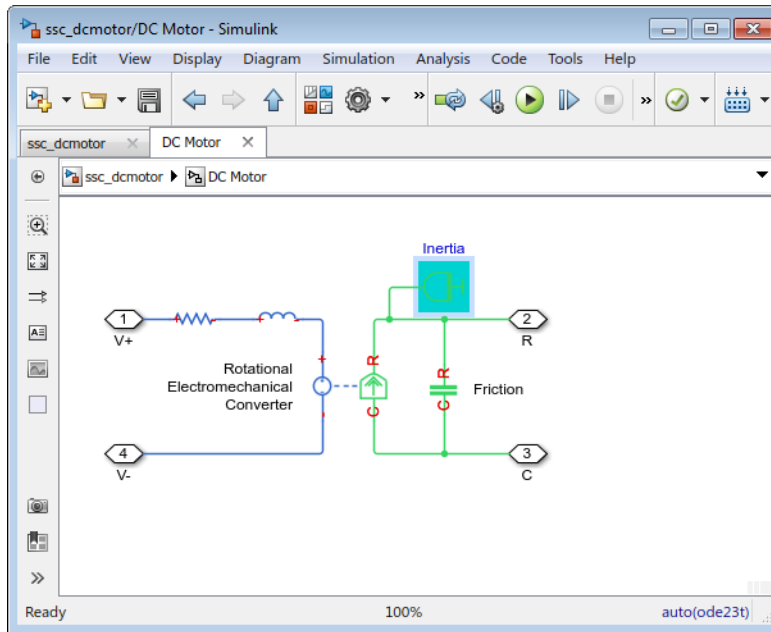 ssc_dcmotor/DC Motor - Simulink
File Edit View Display Diagram Simulation Analysis Code Tools Help
» »
ssc_dcmotor × DC Motor ×
ssc_dcmotor DC Motor
Inertia
1
V+
2
R
Rotational
Electromechanical
Converter
+
-
R
C
R
C
Friction
4
V-
3
C
Ready 100% auto(ode23t)